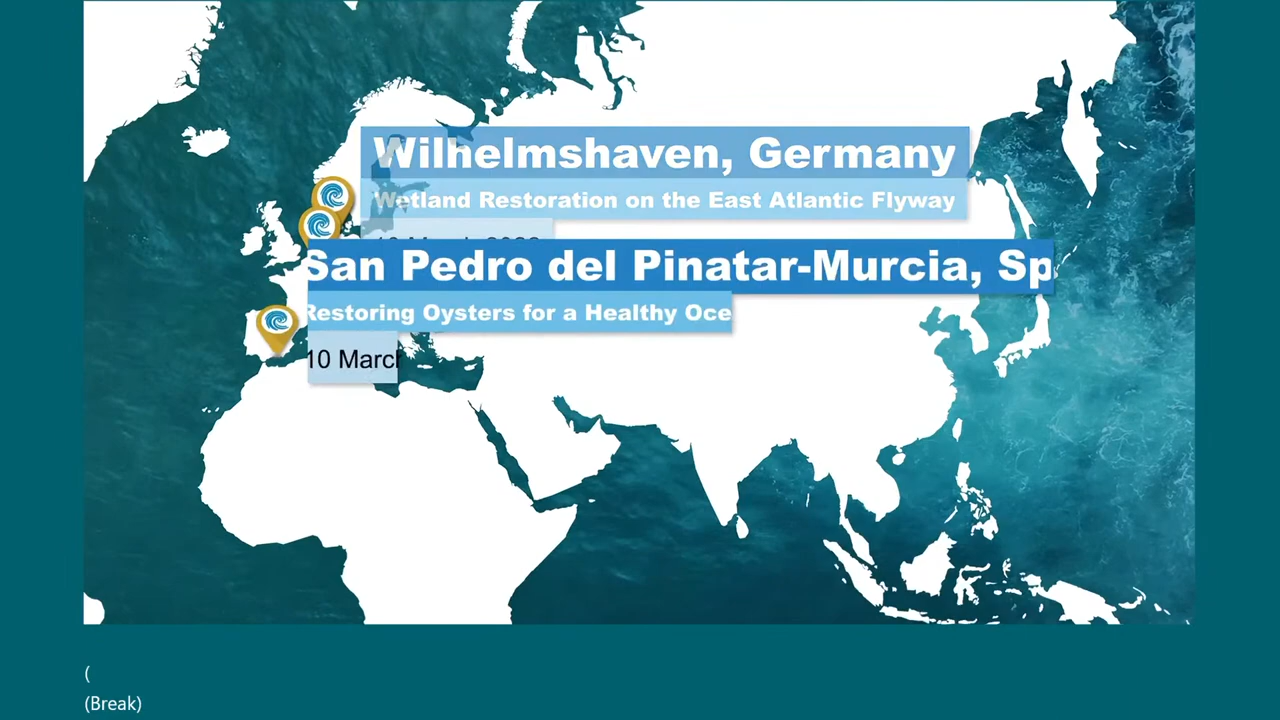 Wilhelmshaven, Germany
Wetland Restoration on the East Atlantic Flyway
San Pedro del Pinatar-Murcia, Sp
Restoring Oysters for a Healthy Oce
10 March
(
(Break)